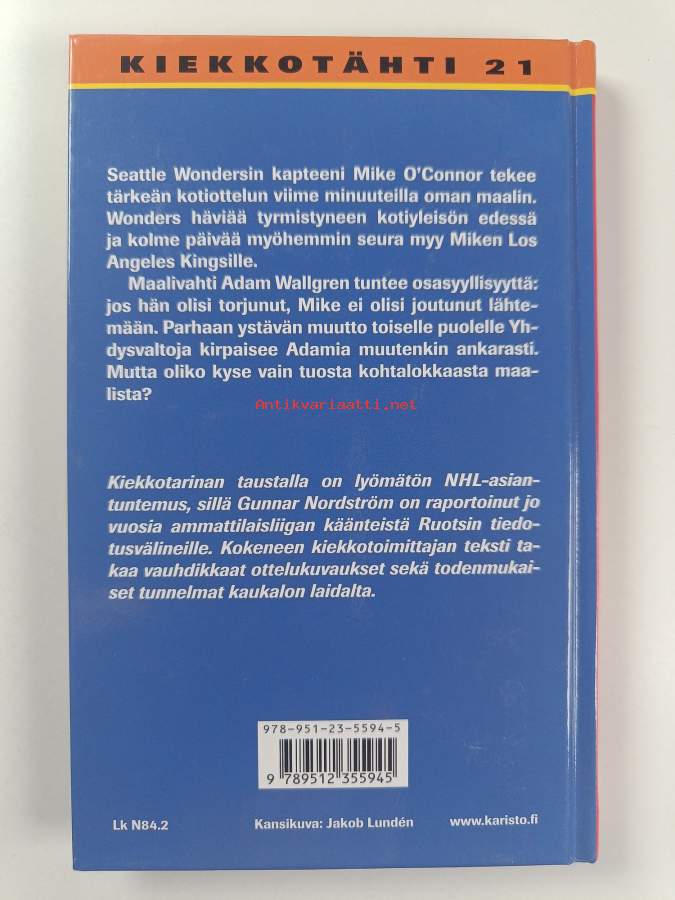 KIEKKOTÄHTI 21
Seattle Wondersin kapteeni Mike O'Connor tekee
tärkeän kotiottelun viime minuuteilla oman maalin.
Wonders häviää tyrmistyneen kotiyleisön edessä
ja kolme päivää myöhemmin seura myy Miken Los
Angeles Kingsille.
Maalivahti Adam Wallgren tuntee osasyyllisyyttä:
jos hän olisi torjunut, Mike ei olisi joutunut lähte-
mään. Parhaan ystävän muutto toiselle puolelle Yh-
dysvaltoja kirpaisee Adamia muutenkin ankarasti.
Mutta oliko kyse vain tuosta kohtalokkaasta maa-
lista?
Antikvariaatti.net
Kiekkotarinan taustalla on lyömätön NHL-asian-
tuntemus, sillä Gunnar Nordström on raportoinut jo
vuosia ammattilaisliigan käänteistä Ruotsin tiedo-
tusvälineille. Kokeneen kiekkotoimittajan teksti ta-
kaa vauhdikkaat ottelukuvaukset sekä todenmukai-
set tunnelmat kaukalon laidalta.
978-951-23-5594-5
9 789512 355945
Lk N84.2 Kansikuva: Jakob Lundén www.karisto.fi